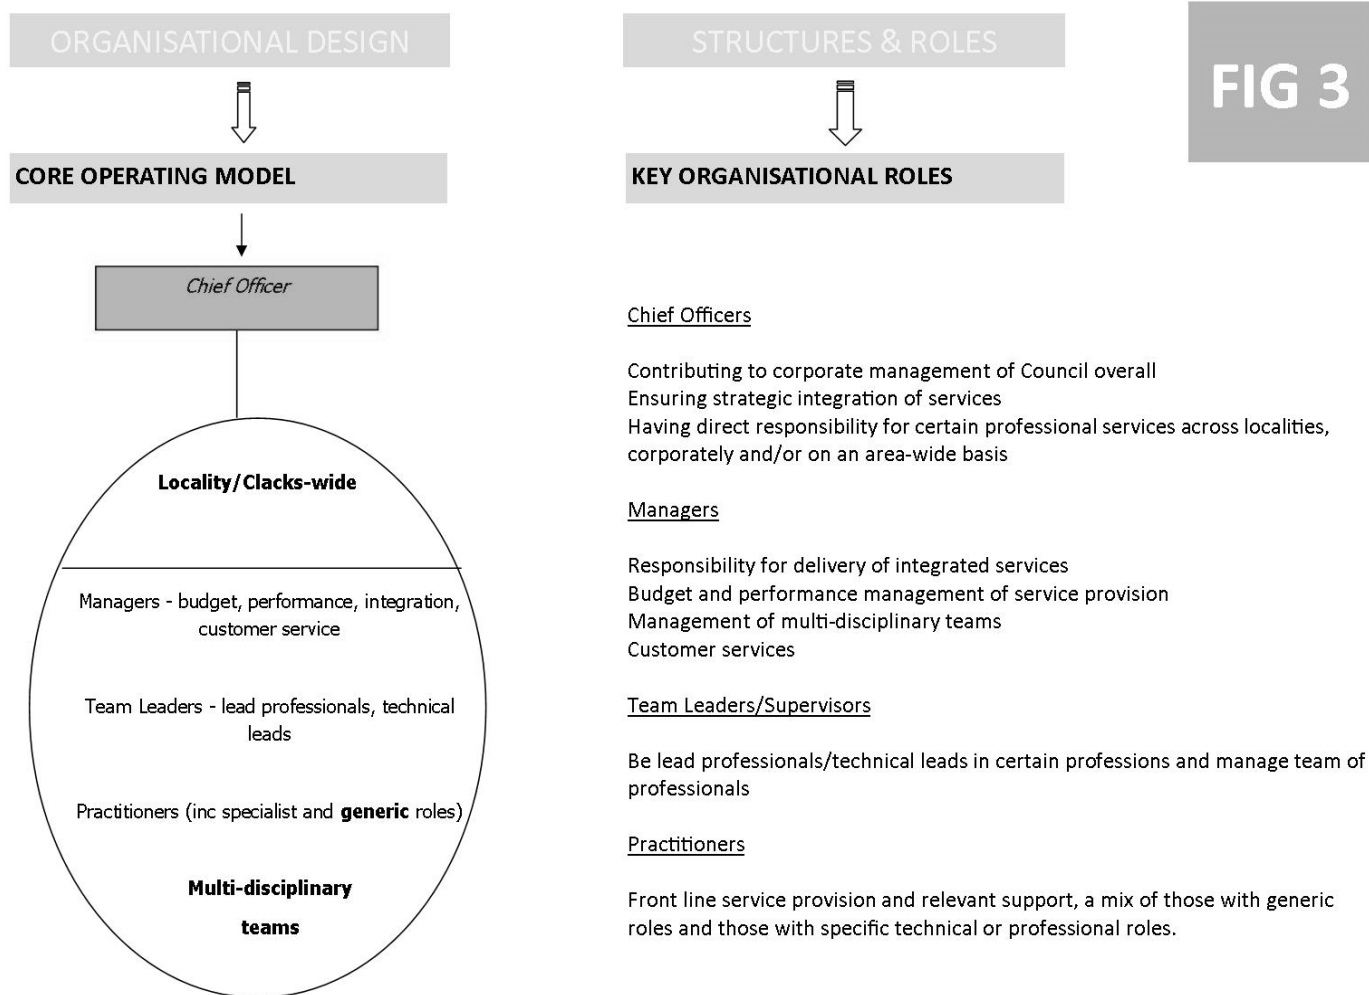 ORGANISATIONAL DESIGN
CORE OPERATING MODEL
Chief Officer
Locality/Clacks-wide
Managers - budget, performance, integration,
customer service
Team Leaders - lead professionals, technical
leads
Practitioners (inc specialist and generic roles)
Multi-disciplinary
teams
STRUCTURES & ROLES
KEY ORGANISATIONAL ROLES
Chief Officers
Contributing to corporate management of Council overall
Ensuring strategic integration of services
Having direct responsibility for certain professional services across localities,
corporately and/or on an area-wide basis
Managers
Responsibility for delivery of integrated services
Budget and performance management of service provision
Management of multi-disciplinary teams
Customer services
Team Leaders/Supervisors
Be lead professionals/technical leads in certain professions and manage team of
professionals
Practitioners
Front line service provision and relevant support, a mix of those with generic
roles and those with specific technical or professional roles.
FIG 3